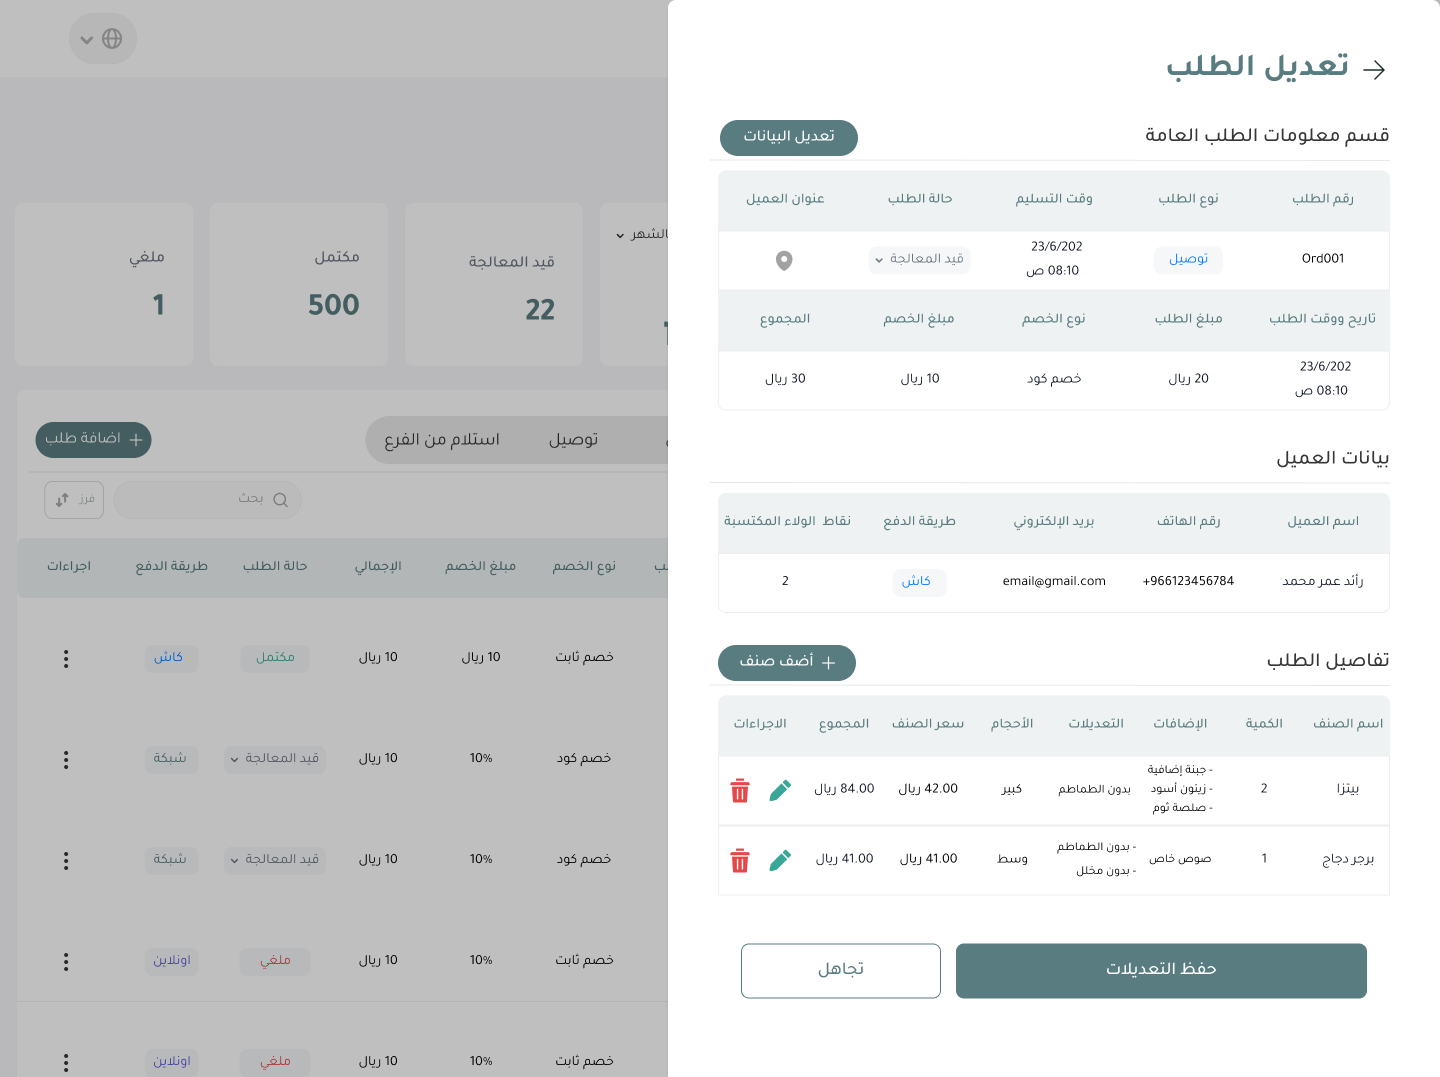 تعديل الطلب
قسم معلومات الطلب العامة
تعديل البيانات
رقم الطلب
نوع الطلب
وقت التسليم
حالة الطلب
عنوان العميل
Ord001
توصيل
23/6/202
08:10 ص
قيد المعالجة
تاريخ ووقت الطلب
مبلغ الطلب
نوع الخصم
مبلغ الخصم
المجموع
23/6/202
08:10 ص
20 ريال
خصم كود
10 ريال
30 ريال
بيانات العميل
اسم العميل
رقم الهاتف
بريد الإلكتروني
طريقة الدفع
نقاط الولاء المكتسبة
رأئد عمر محمد
+966123456784
email@gmail.com
كاش
2
تفاصيل الطلب
أضف صنف
اسم الصنف
الكمية
الإضافات
التعديلات
الأحجام
سعر الصنف
المجموع
الاجراءات
بيتزا
2
- جبنة إضافية
- زيتون أسود
- صلصة ثوم
بدون الطماطم
كبير
42.00 ريال
84.00 ريال
برجر دجاج
1
صوص خاص
- بدون الطماطم
- بدون مخلل
وسط
41.00 ريال
41.00 ريال
حفظ التعديلات
تجاهل
بالشهر
قيد المعالجة
22
مكتمل
500
ملغي
1
توصيل
استلام من الفرع
اضافة طلب
بحث
فرز
نوع الخصم
مبلغ الخصم
الإجمالي
حالة الطلب
طريقة الدفع
اجراءات
خصم ثابت
10 ريال
10 ريال
مكتمل
كاش
خصم كود
10%
10 ريال
قيد المعالجة
شبكة
خصم كود
10%
10 ريال
قيد المعالجة
شبكة
خصم ثابت
10%
10 ريال
ملغي
اونلاين
خصم ثابت
10%
10 ريال
ملغي
اونلاين